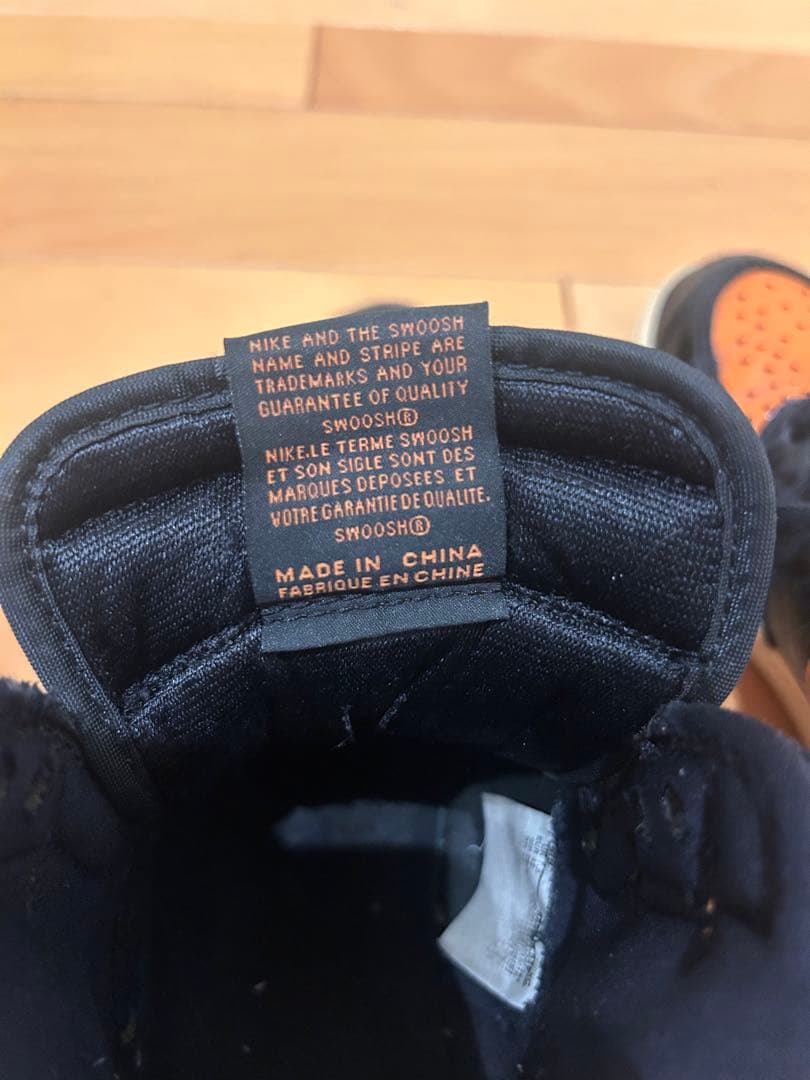 NIKE AND THE SWOOSH
NAME AND STRIPE ARE
TRADEMARKS AND YOUR
GUARANTEE OF QUALITY
SWOOSH®
NIKE.LE TERME SWOOSH
ET SON SIGLE SONT DES
MARQUES DEPOSEES ET
VOTRE GARANTIE DE QUALITE.
SWOOSH®
MADE IN CHINA
FABRIQUE EN CHINE